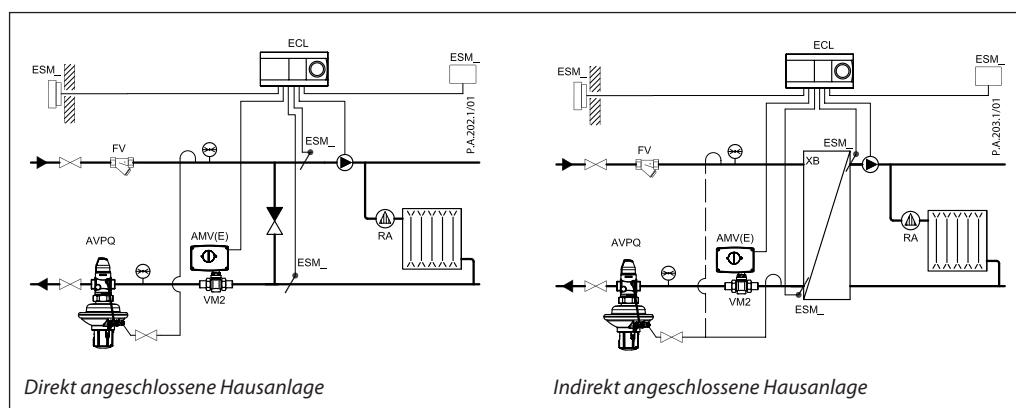 ECL
ESM_
ESM_
P.A.202.1/01
FV
ESM_
RA
AVPQ
AMV(E)
ESM_
VM2
Direkt angeschlossene Hausanlage
ECL
ESM_
ESM_
P.A.203.1/01
FV
ESM_
XB
RA
AVPQ
AMV(E)
VM2
ESM_
Indirekt angeschlossene Hausanlage